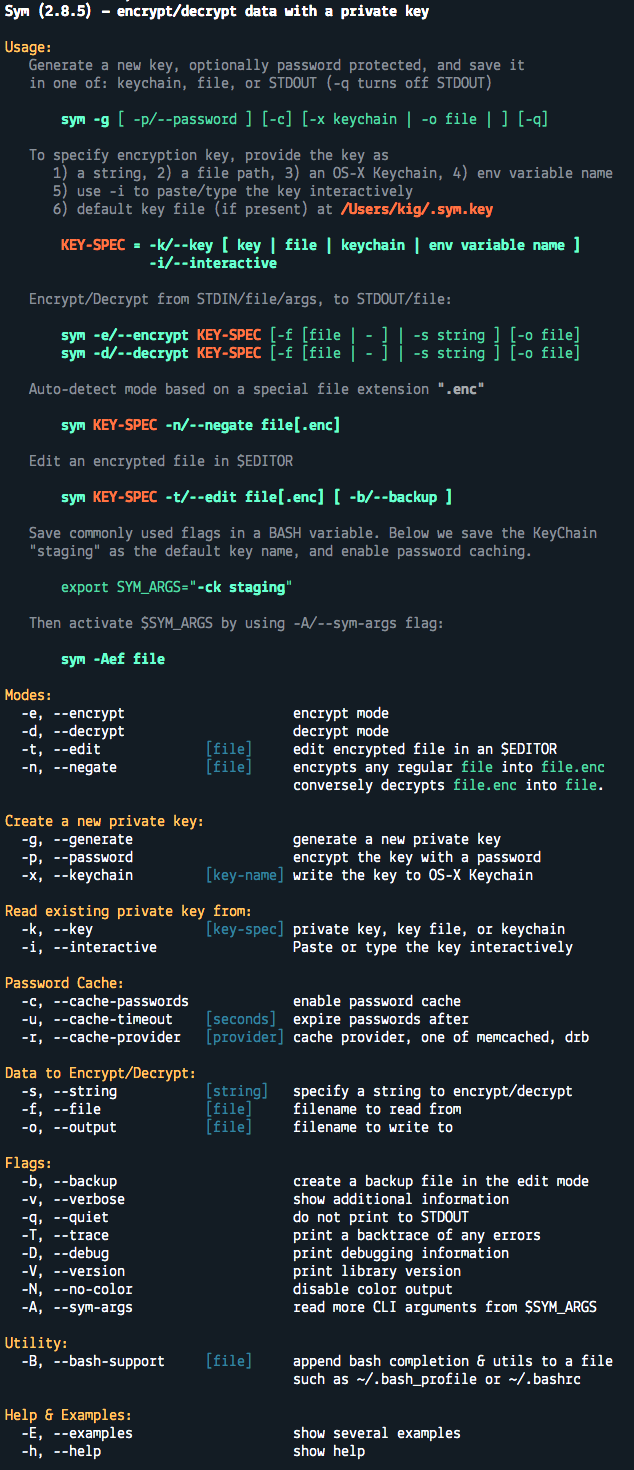 Sym (2.8.5) – encrypt/decrypt data with a private key
Usage:
Generate a new key, optionally password protected, and save it
in one of: keychain, file, or STDOUT (-q turns off STDOUT)
sym -g [ -p/--password ] [-c] [-x keychain | -o file | ] [-q]
To specify encryption key, provide the key as
1) a string, 2) a file path, 3) an OS-X Keychain, 4) env variable name
5) use -i to paste/type the key interactively
6) default key file (if present) at /Users/kig/.sym.key
KEY-SPEC = -k/--key [ key | file | keychain | env variable name ]
-i/--interactive
Encrypt/Decrypt from STDIN/file/args, to STDOUT/file:
sym -e/--encrypt KEY-SPEC [-f [file | - ] | -s string ] [-o file]
sym -d/--decrypt KEY-SPEC [-f [file | - ] | -s string ] [-o file]
Auto-detect mode based on a special file extension ".enc"
sym KEY-SPEC -n/--negate file[.enc]
Edit an encrypted file in $EDITOR
sym KEY-SPEC -t/--edit file[.enc] [ -b/--backup ]
Save commonly used flags in a BASH variable. Below we save the KeyChain
"staging" as the default key name, and enable password caching.
export SYM_ARGS="-ck staging"
Then activate $SYM_ARGS by using -A/--sym-args flag:
sym -Aef file
Modes:
-e, --encrypt encrypt mode
-d, --decrypt decrypt mode
-t, --edit [file] edit encrypted file in an $EDITOR
-n, --negate [file] encrypts any regular file into file.enc
conversely decrypts file.enc into file.
Create a new private key:
-g, --generate generate a new private key
-p, --password encrypt the key with a password
-x, --keychain [key-name] write the key to OS-X Keychain
Read existing private key from:
-k, --key [key-spec] private key, key file, or keychain
-i, --interactive Paste or type the key interactively
Password Cache:
-c, --cache-passwords enable password cache
-u, --cache-timeout [seconds] expire passwords after
-r, --cache-provider [provider] cache provider, one of memcached, drb
Data to Encrypt/Decrypt:
-s, --string [string] specify a string to encrypt/decrypt
-f, --file [file] filename to read from
-o, --output [file] filename to write to
Flags:
-b, --backup create a backup file in the edit mode
-v, --verbose show additional information
-q, --quiet do not print to STDOUT
-T, --trace print a backtrace of any errors
-D, --debug print debugging information
-V, --version print library version
-N, --no-color disable color output
-A, --sym-args read more CLI arguments from $SYM_ARGS
Utility:
-B, --bash-support [file] append bash completion & utils to a file
such as ~/.bash_profile or ~/.bashrc
Help & Examples:
-E, --examples show several examples
-h, --help show help